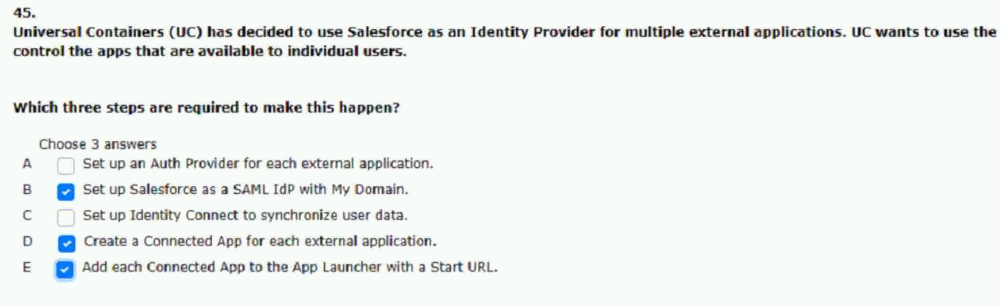 45.
Universal Containers (UC) has decided to use Salesforce as an Identity Provider for multiple external applications. UC wants to use the
control the apps that are available to individual users.
Which three steps are required to make this happen?
Choose 3 answers
A Set up an Auth Provider for each external application.
B Set up Salesforce as a SAML IdP with My Domain.
C Set up Identity Connect to synchronize user data.
D Create a Connected App for each external application.
E Add each Connected App to the App Launcher with a Start URL.